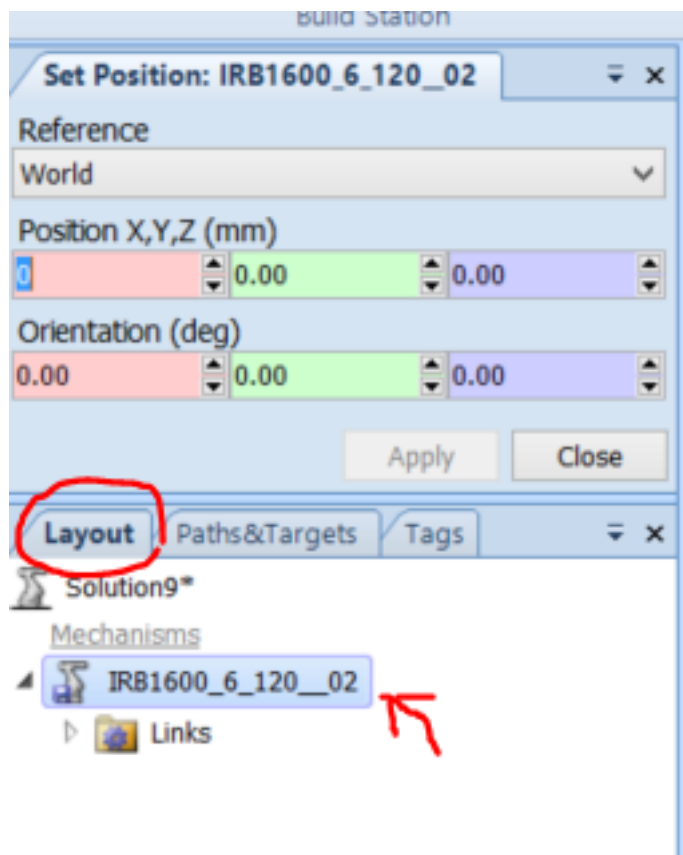 Build Station
Set Position: IRB1600_6_120__02
Reference
World
Position X,Y,Z (mm)
0 0.00 0.00
Orientation (deg)
0.00 0.00 0.00
Apply Close
Layout Paths&Targets Tags
Solution9*
Mechanisms
IRB1600_6_120__02
Links